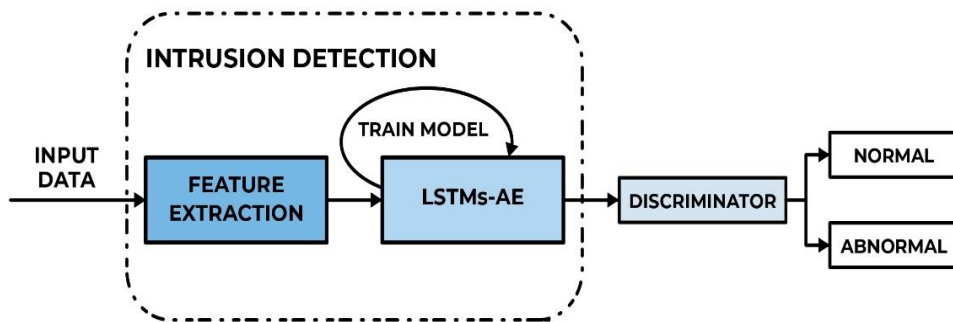 INTRUSION DETECTION
TRAIN MODEL
INPUT
DATA
FEATURE
EXTRACTION
LSTMs-AE
DISCRIMINATOR
NORMAL
ABNORMAL